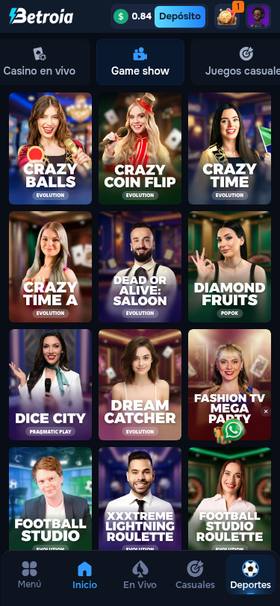 Betroia
$ 0.84 Depósito
1
Casino en vivo Game show Juegos casuale
CRAZY
BALLS
EVOLUTION
CRAZY
COIN FLIP
EVOLUTION
CRAZY
TIME
EVOLUTION
CRAZY
TIME A
EVOLUTION
DEAD OR
ALIVE:
SALOON
EVOLUTION
DIAMOND
FRUITS
POPOK
DICE CITY
PRAGMATIC PLAY
DREAM
CATCHER
EVOLUTION
FASHION TV
MEGA
PARTY
FOOTBALL
STUDIO
EVOLUTION
XXXTREME
LIGHTNING
ROULETTE
EVOLUTION
FOOTBALL
STUDIO
ROULETTE
EVOLUTION
Menú Inicio En Vivo Casuales Deportes